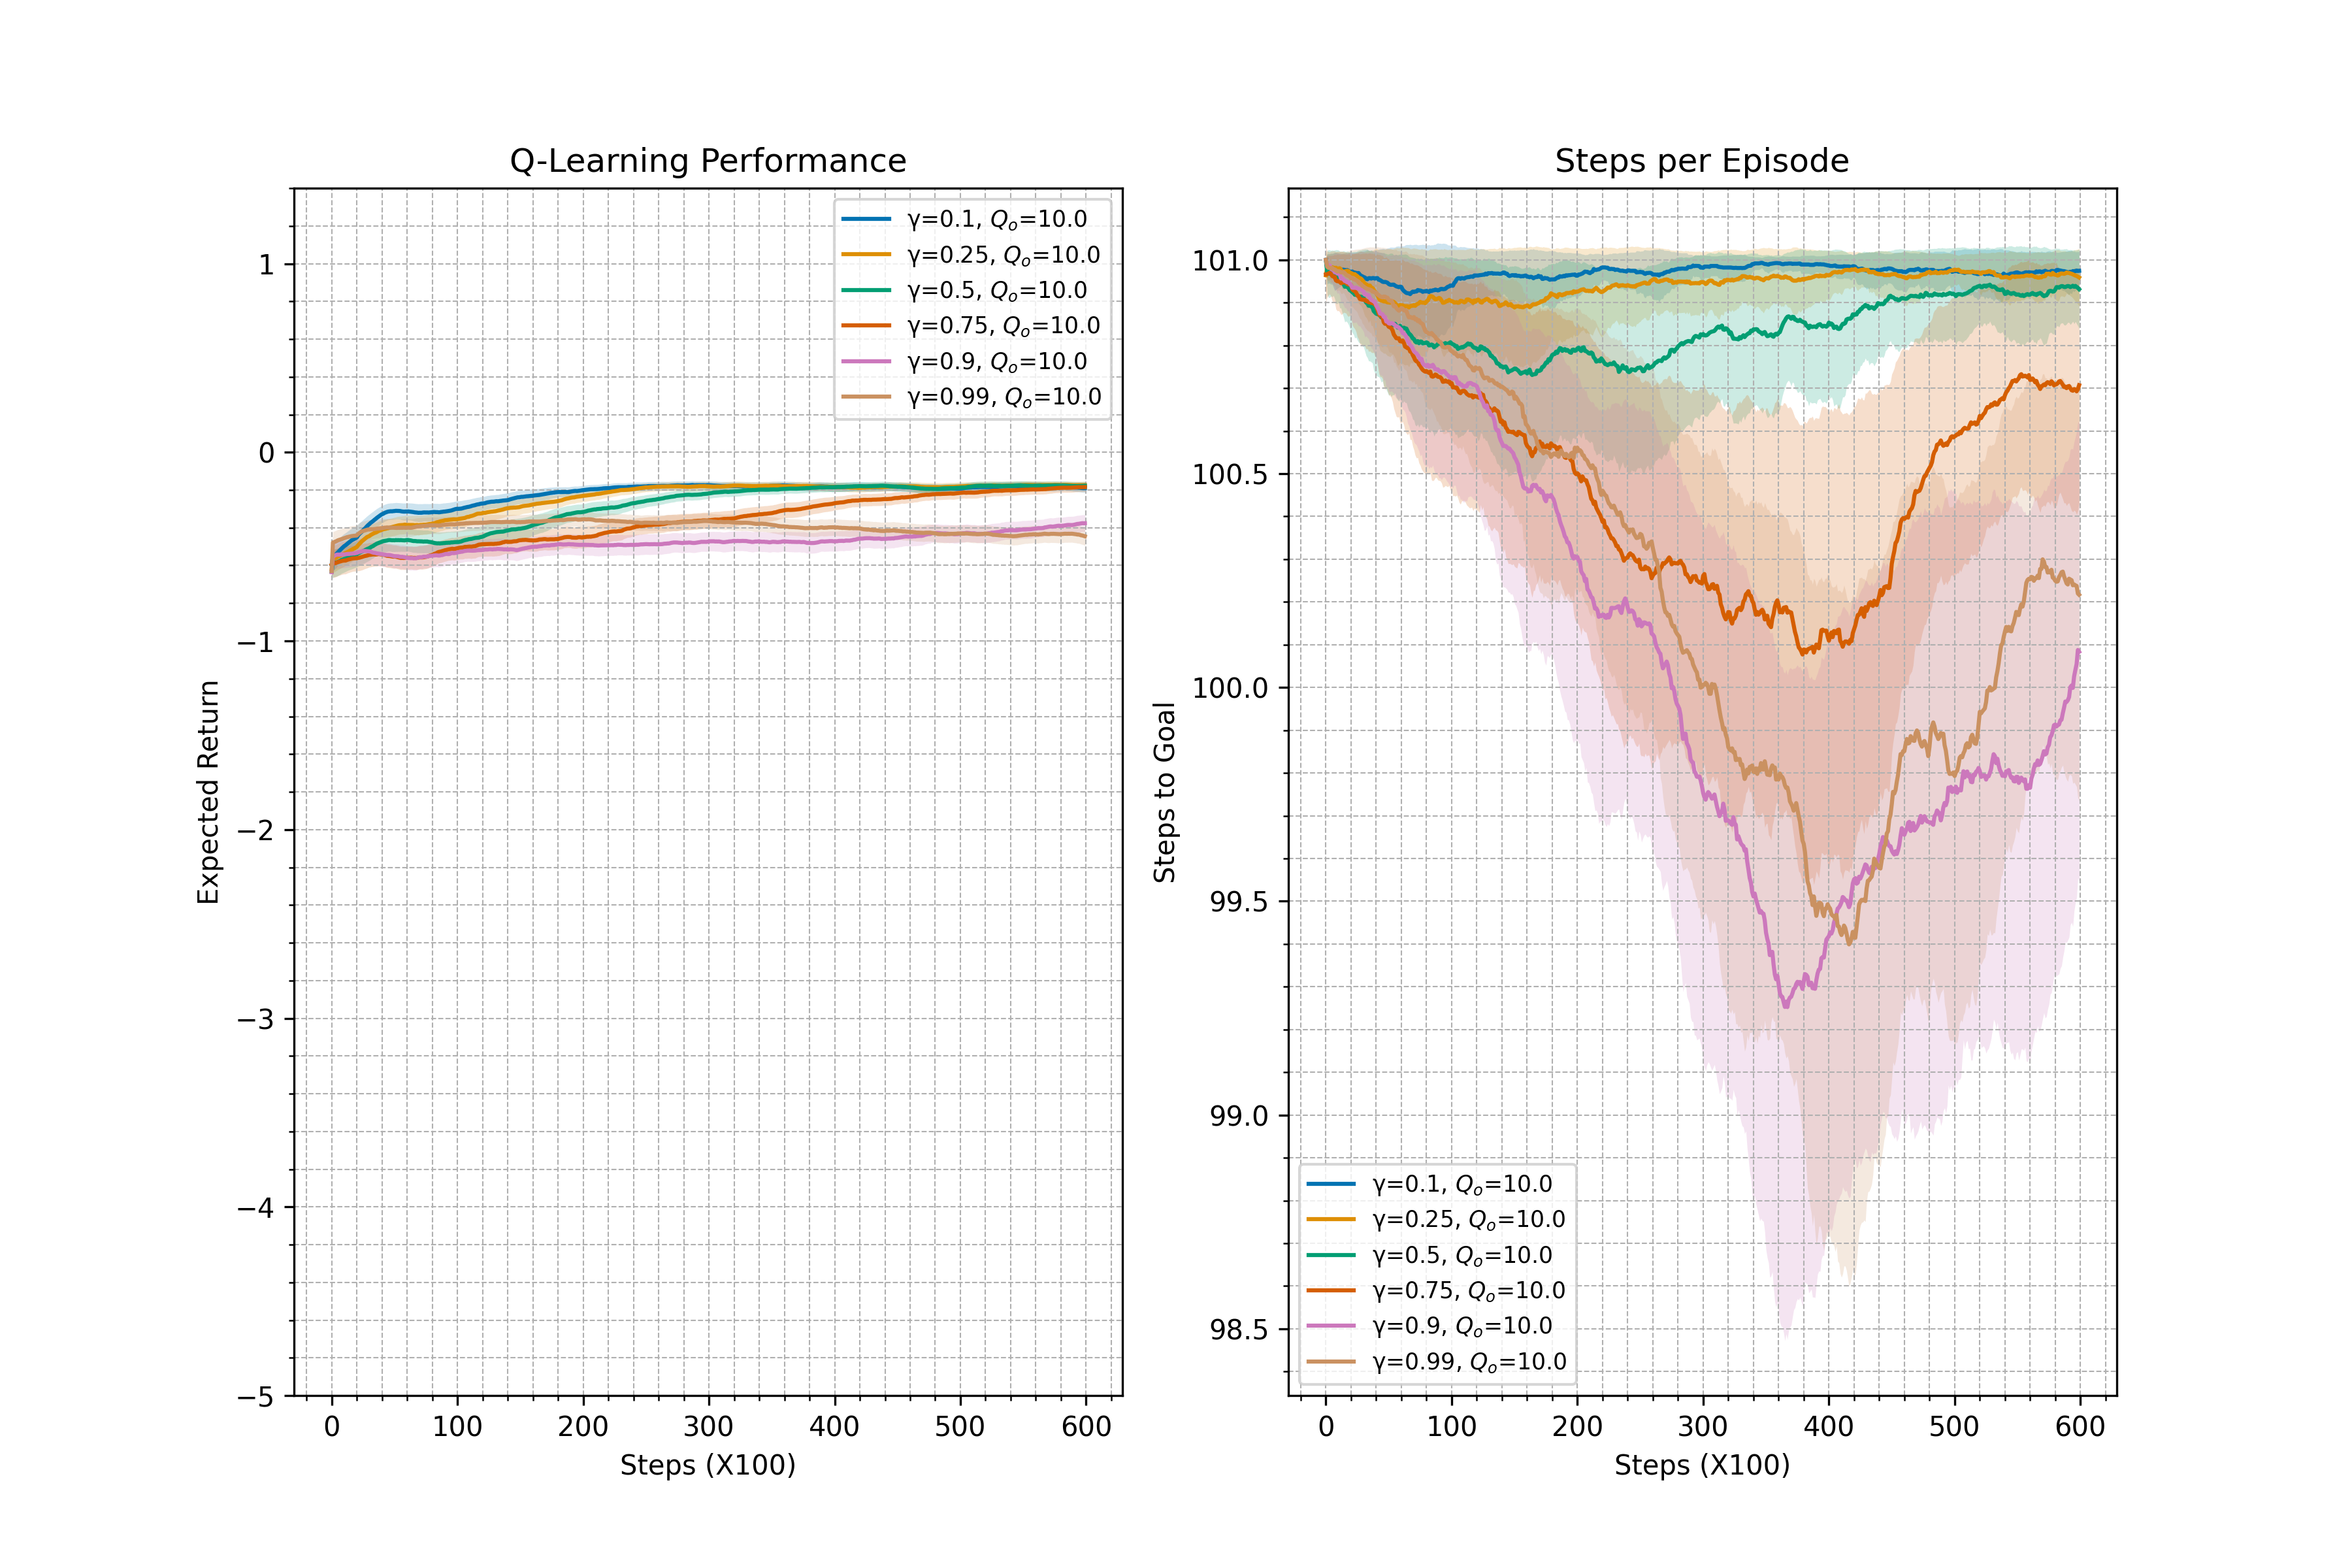 Q-Learning Performance
Expected Return
1
0
−1
−2
−3
−4
−5
0 100 200 300 400 500 600
Steps (X100)
γ=0.1, Qₒ=10.0
γ=0.25, Qₒ=10.0
γ=0.5, Qₒ=10.0
γ=0.75, Qₒ=10.0
γ=0.9, Qₒ=10.0
γ=0.99, Qₒ=10.0
Steps per Episode
Steps to Goal
101.0
100.5
100.0
99.5
99.0
98.5
0 100 200 300 400 500 600
Steps (X100)
γ=0.1, Qₒ=10.0
γ=0.25, Qₒ=10.0
γ=0.5, Qₒ=10.0
γ=0.75, Qₒ=10.0
γ=0.9, Qₒ=10.0
γ=0.99, Qₒ=10.0